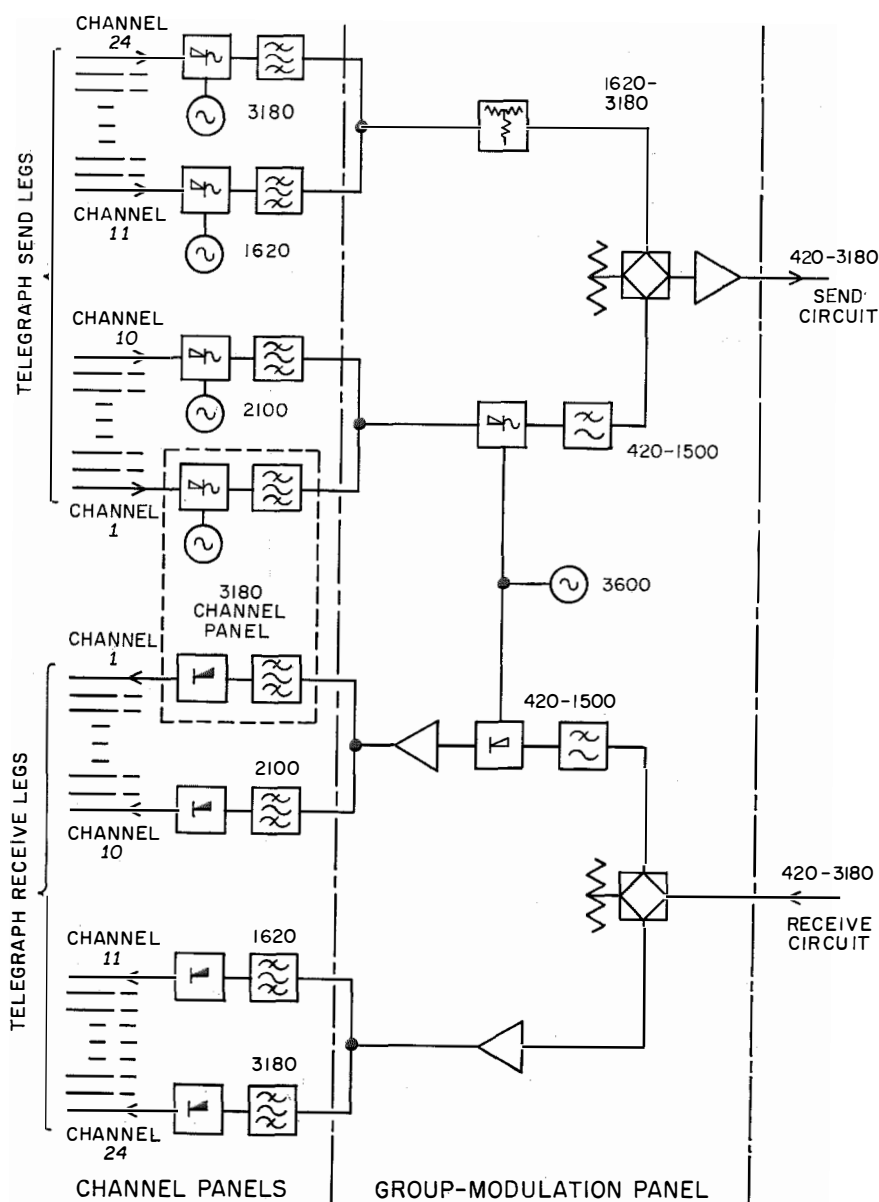 CHANNEL
24
3180
1620-
3180
CHANNEL
11
1620
TELEGRAPH SEND LEGS
420-3180
SEND
CIRCUIT
CHANNEL
10
2100
420-1500
CHANNEL
1
3600
3180
CHANNEL
PANEL
CHANNEL
1
420-1500
TELEGRAPH RECEIVE LEGS
2100
CHANNEL
10
420-3180
RECEIVE
CIRCUIT
CHANNEL
11
1620
3180
CHANNEL
24
CHANNEL PANELS
GROUP-MODULATION PANEL